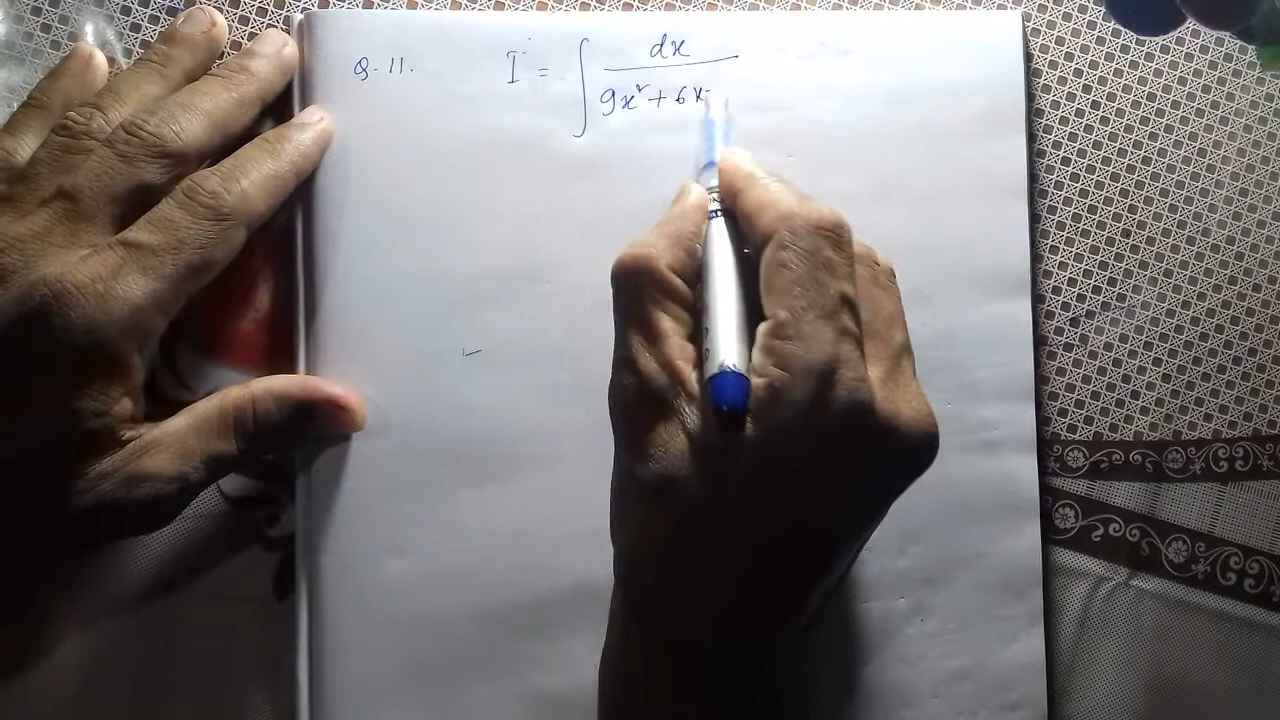 Q-11. I = ∫ dx / 9x² + 6x